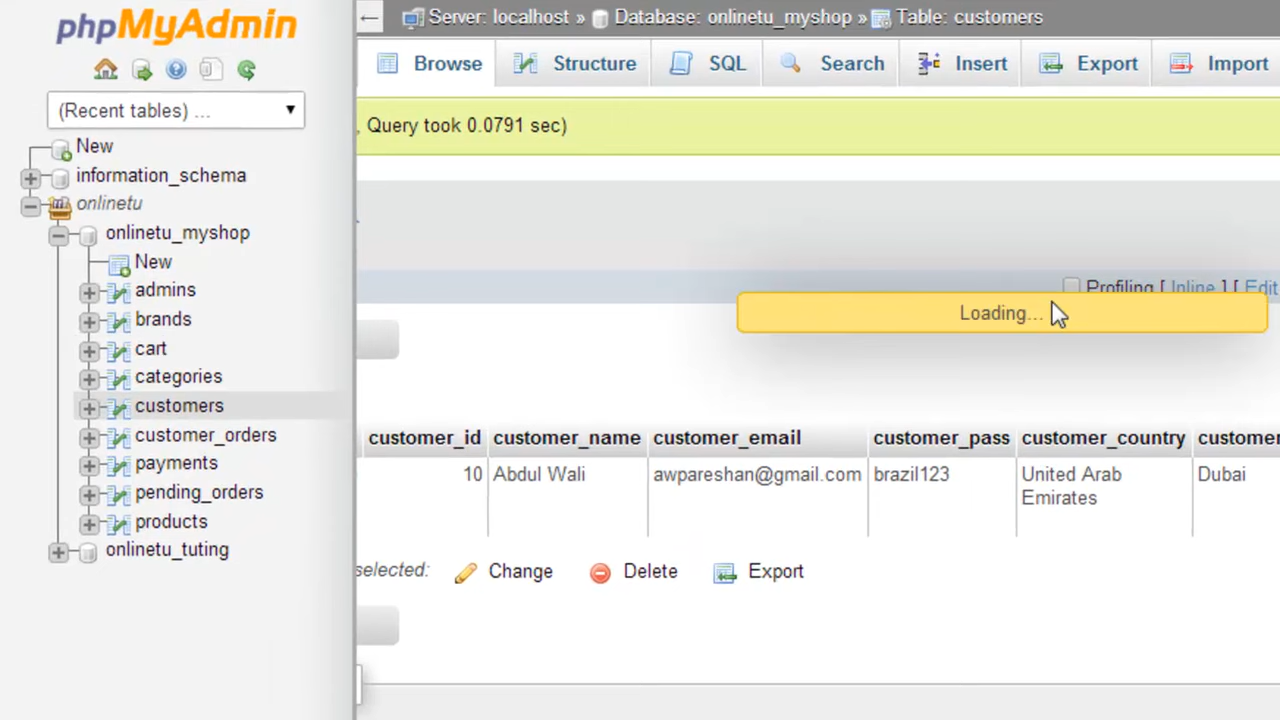 phpMyAdmin
(Recent tables) ...
New
information_schema
onlinetu
onlinetu_myshop
New
admins
brands
cart
categories
customers
customer_orders
payments
pending_orders
products
onlinetu_tuting
Server: localhost » Database: onlinetu_myshop » Table: customers
Browse Structure SQL Search Insert Export Import
, Query took 0.0791 sec)
Profiling [ Inline ] [ Edit
Loading...
customer_id customer_name customer_email customer_pass customer_country custome
10 Abdul Wali awpareshan@gmail.com brazil123 United Arab Dubai
Emirates
selected: Change Delete Export